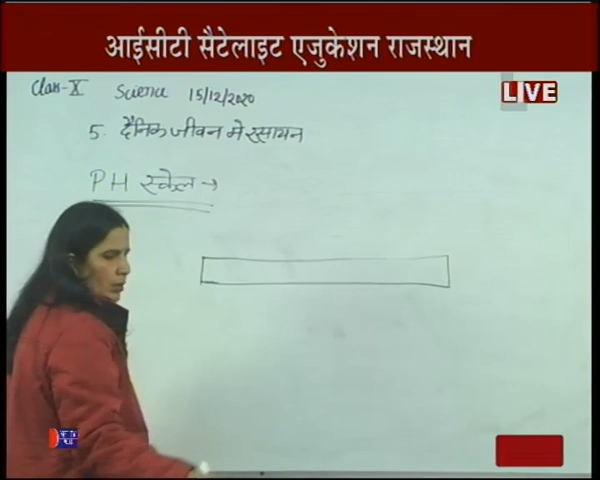 आईसीटी सैटेलाइट एजुकेशन राजस्थान
LIVE
Class-X Science 15/12/2020
5. दैनिक जीवन मे रसायन
PH स्केल →